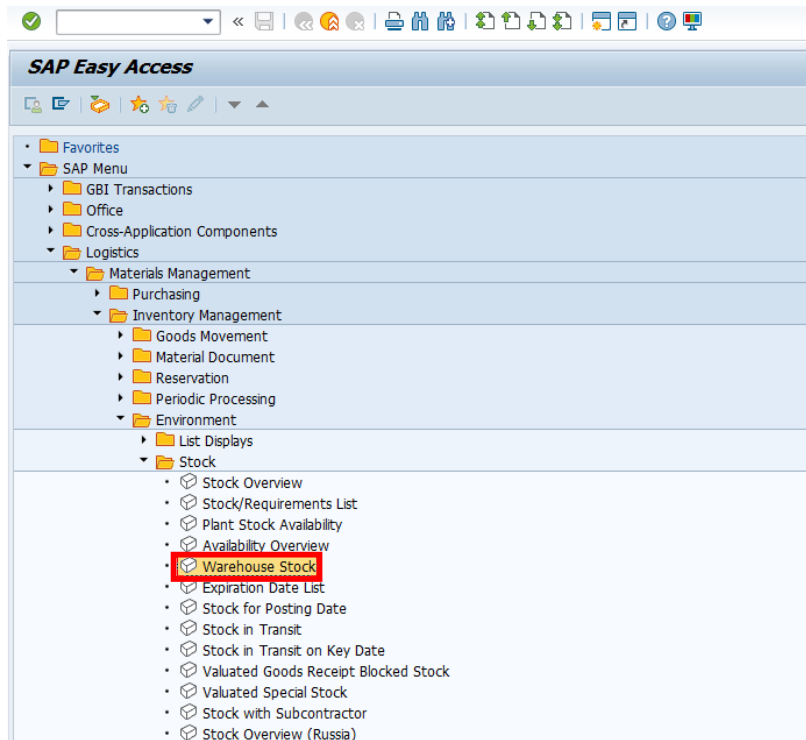 SAP Easy Access
Favorites
SAP Menu
GBI Transactions
Office
Cross-Application Components
Logistics
Materials Management
Purchasing
Inventory Management
Goods Movement
Material Document
Reservation
Periodic Processing
Environment
List Displays
Stock
Stock Overview
Stock/Requirements List
Plant Stock Availability
Availability Overview
Warehouse Stock
Expiration Date List
Stock for Posting Date
Stock in Transit
Stock in Transit on Key Date
Valuated Goods Receipt Blocked Stock
Valuated Special Stock
Stock with Subcontractor
Stock Overview (Russia)